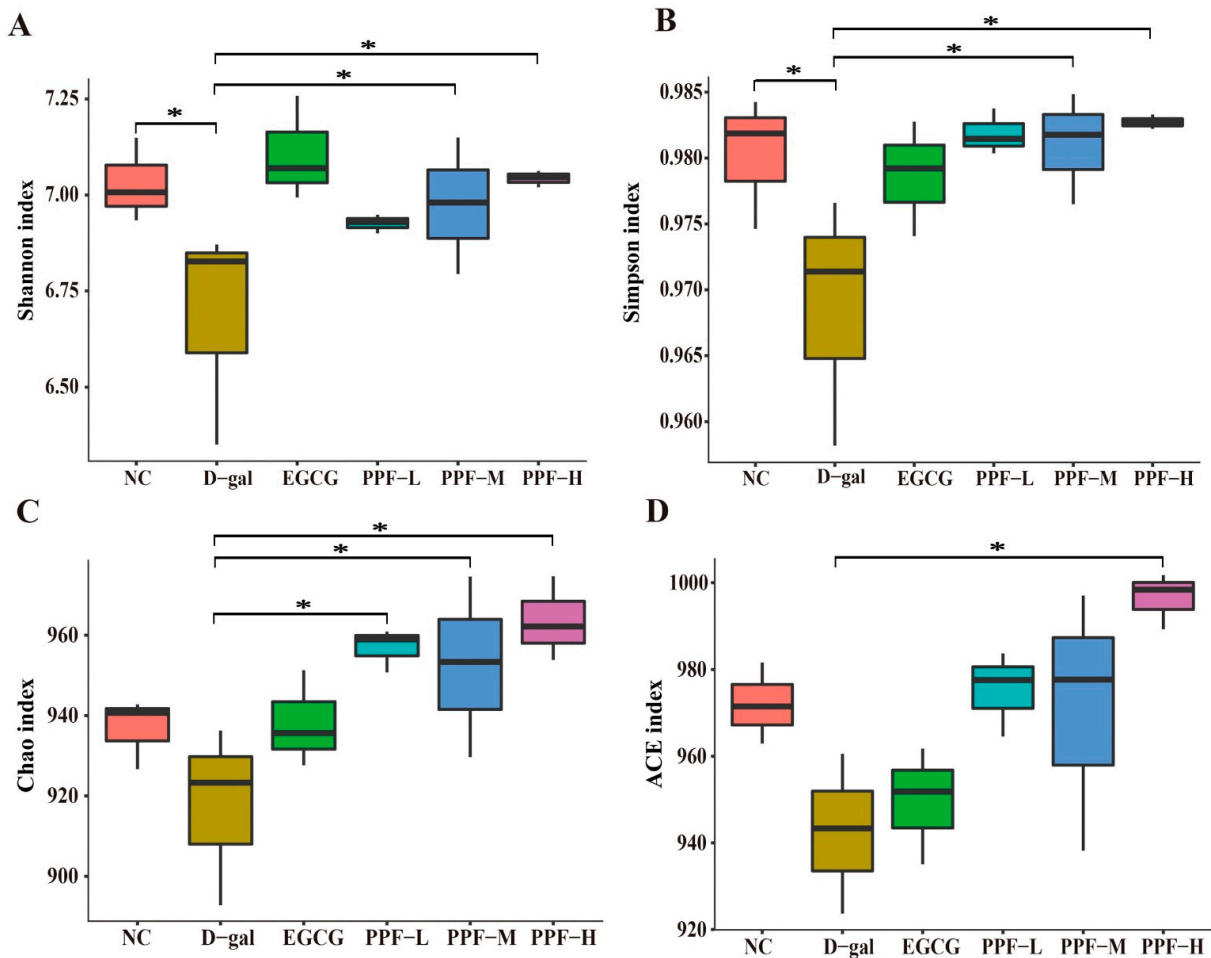 A
*
*
*
7.25
7.00
6.75
6.50
Shannon index
NC D-gal EGCG PPF-L PPF-M PPF-H
B
*
*
*
0.985
0.980
0.975
0.970
0.965
0.960
Simpson index
NC D-gal EGCG PPF-L PPF-M PPF-H
C
*
*
*
960
940
920
900
Chao index
NC D-gal EGCG PPF-L PPF-M PPF-H
D
*
1000
980
960
940
920
ACE index
NC D-gal EGCG PPF-L PPF-M PPF-H